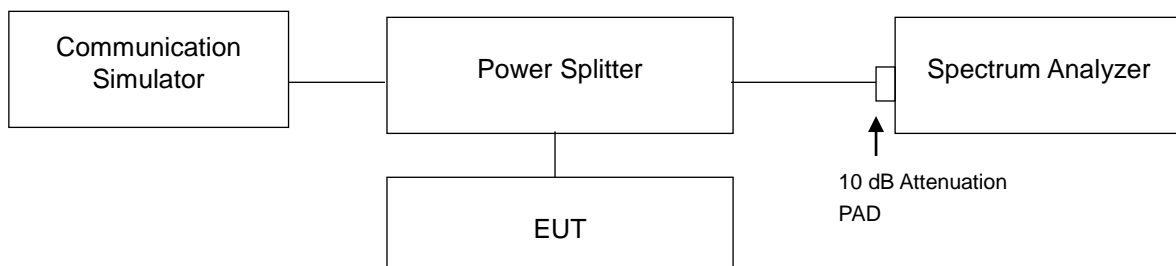 Communication
Simulator
Power Splitter
Spectrum Analyzer
10 dB Attenuation
PAD
EUT